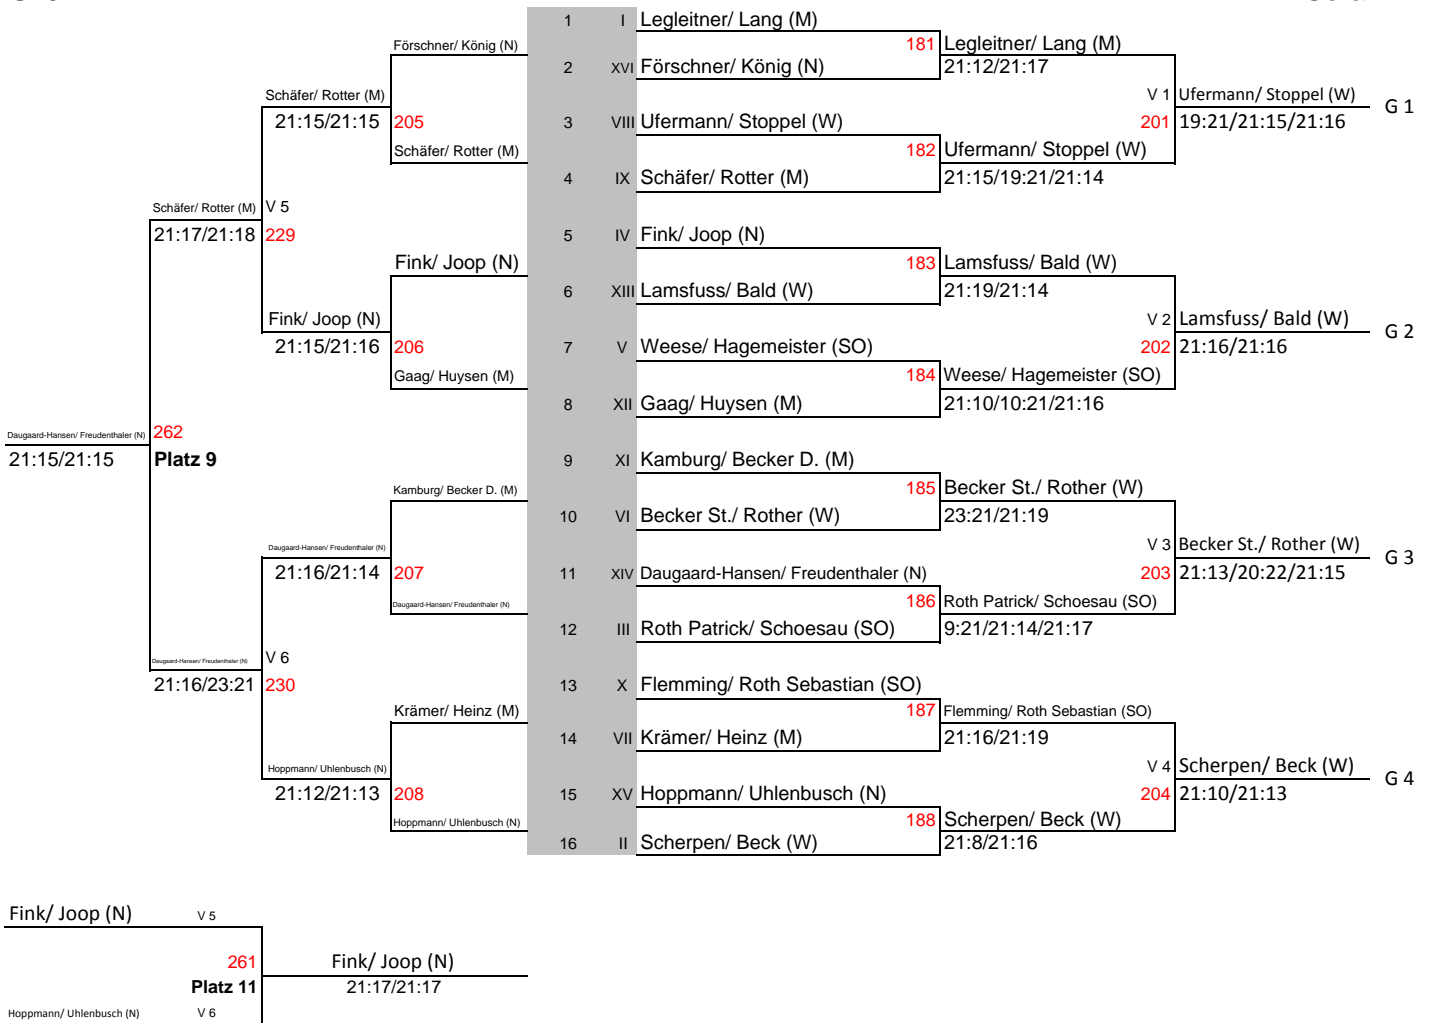 1 I Legleitner/ Lang (M)
Förschner/ König (N)
181 Legleitner/ Lang (M)
2 XVI Förschner/ König (N) 21:12/21:17
Schäfer/ Rotter (M)
V 1 Ufermann/ Stoppel (W)
G 1
21:15/21:15 205
3 VIII Ufermann/ Stoppel (W)
201 19:21/21:15/21:16
Schäfer/ Rotter (M)
182 Ufermann/ Stoppel (W)
4 IX Schäfer/ Rotter (M) 21:15/19:21/21:14
Schäfer/ Rotter (M) V 5
21:17/21:18 229
5 IV Fink/ Joop (N)
Fink/ Joop (N)
183 Lamsfuss/ Bald (W)
6 XIII Lamsfuss/ Bald (W) 21:19/21:14
Fink/ Joop (N)
V 2 Lamsfuss/ Bald (W)
G 2
21:15/21:16 206
7 V Weese/ Hagemeister (SO)
202 21:16/21:16
Gaag/ Huysen (M)
184 Weese/ Hagemeister (SO)
8 XII Gaag/ Huysen (M) 21:10/10:21/21:16
Daugaard-Hansen/ Freudenthaler (N) 262
21:15/21:15 Platz 9
9 XI Kamburg/ Becker D. (M)
Kamburg/ Becker D. (M)
185 Becker St./ Rother (W)
10 VI Becker St./ Rother (W) 23:21/21:19
Daugaard-Hansen/ Freudenthaler (N)
V 3 Becker St./ Rother (W)
G 3
21:16/21:14 207
11 XIV Daugaard-Hansen/ Freudenthaler (N)
203 21:13/20:22/21:15
Daugaard-Hansen/ Freudenthaler (N)
186 Roth Patrick/ Schoesau (SO)
12 III Roth Patrick/ Schoesau (SO) 9:21/21:14/21:17
Daugaard-Hansen/ Freudenthaler (N) V 6
21:16/23:21 230
13 X Flemming/ Roth Sebastian (SO)
Krämer/ Heinz (M)
187 Flemming/ Roth Sebastian (SO)
14 VII Krämer/ Heinz (M) 21:16/21:19
Hoppmann/ Uhlenbusch (N)
V 4 Scherpen/ Beck (W)
G 4
21:12/21:13 208
15 XV Hoppmann/ Uhlenbusch (N)
204 21:10/21:13
Hoppmann/ Uhlenbusch (N)
188 Scherpen/ Beck (W)
16 II Scherpen/ Beck (W) 21:8/21:16
Fink/ Joop (N) V 5
261 Fink/ Joop (N)
Platz 11 21:17/21:17
Hoppmann/ Uhlenbusch (N) V 6